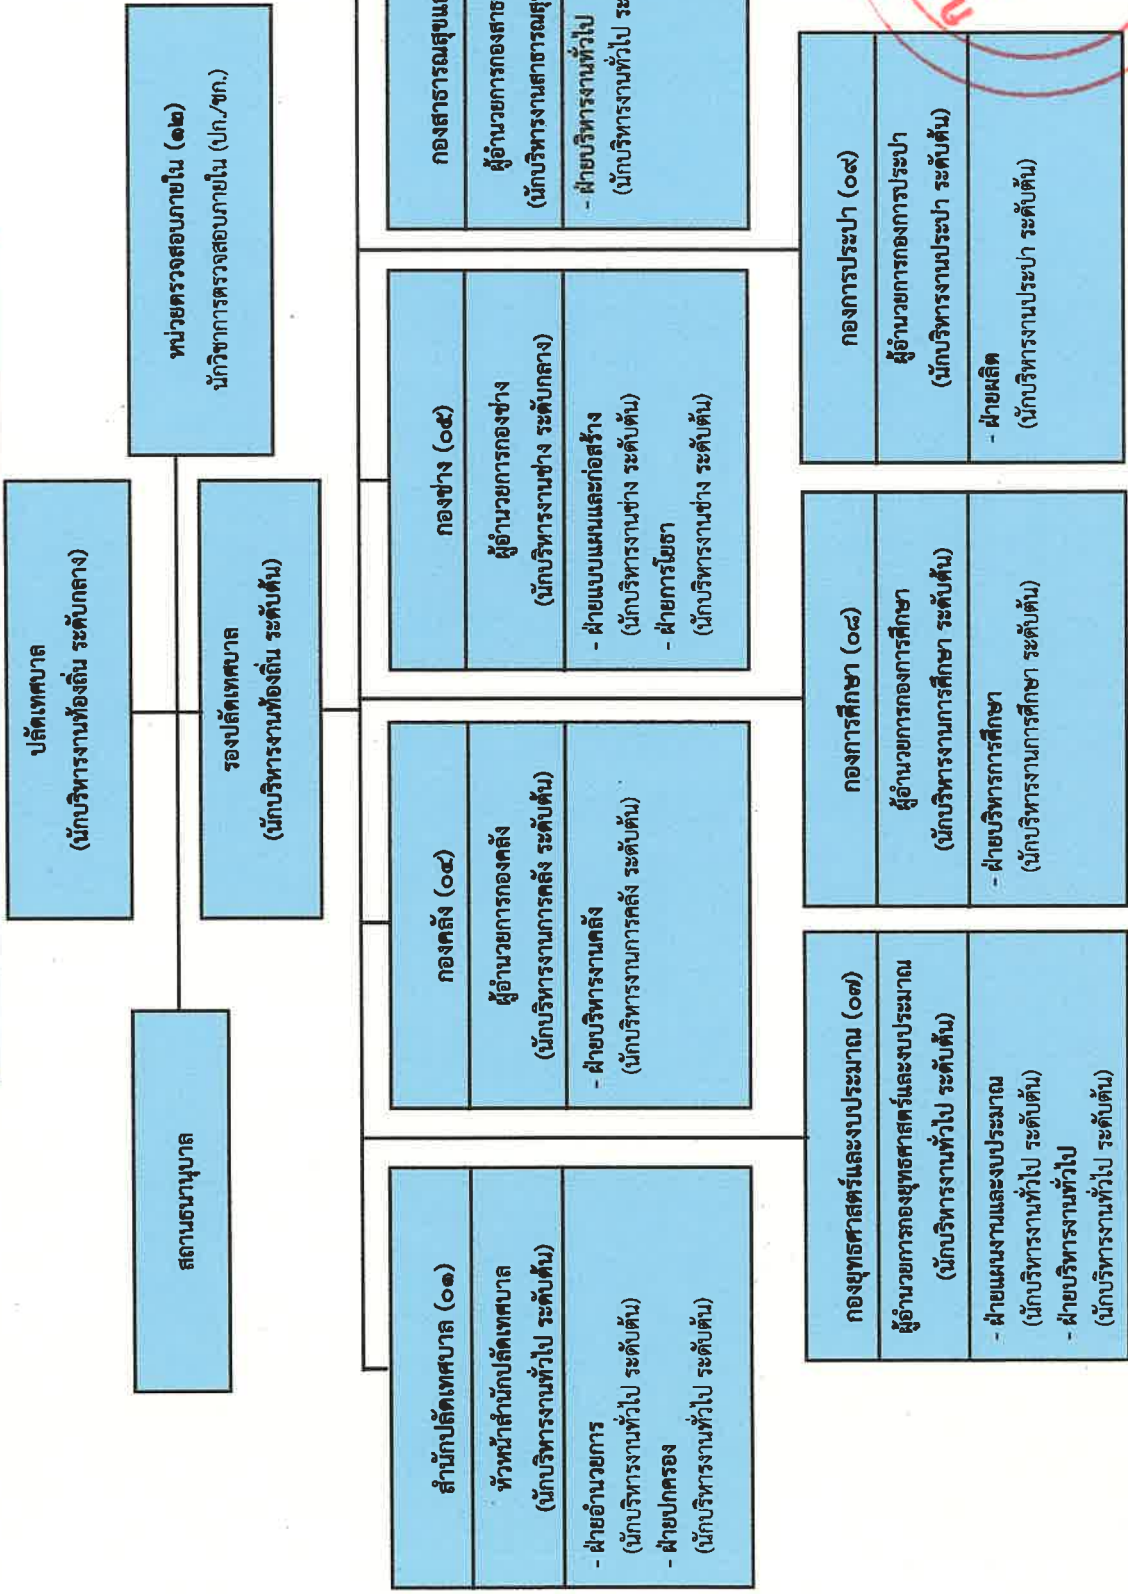 ปลัดเทศบาล
(นักบริหารงานท้องถิ่น ระดับกลาง)
สถานธนานุบาล
หน่วยตรวจสอบภายใน (๑๒)
นักวิชาการตรวจสอบภายใน (ปก./ชก.)
รองปลัดเทศบาล
(นักบริหารงานท้องถิ่น ระดับต้น)
สำนักปลัดเทศบาล (๐๑)
หัวหน้าสำนักปลัดเทศบาล
(นักบริหารงานทั่วไป ระดับต้น)
- ฝ่ายอำนวยการ
(นักบริหารงานทั่วไป ระดับต้น)
- ฝ่ายปกครอง
(นักบริหารงานทั่วไป ระดับต้น)
กองคลัง (๐๔)
ผู้อำนวยการกองคลัง
(นักบริหารงานการคลัง ระดับต้น)
- ฝ่ายบริหารงานคลัง
(นักบริหารงานการคลัง ระดับต้น)
กองช่าง (๐๕)
ผู้อำนวยการกองช่าง
(นักบริหารงานช่าง ระดับกลาง)
- ฝ่ายแบบแผนและก่อสร้าง
(นักบริหารงานช่าง ระดับต้น)
- ฝ่ายการโยธา
(นักบริหารงานช่าง ระดับต้น)
กองสาธารณสุขแ
ผู้อำนวยการกองสาธา
(นักบริหารงานสาธารณสุข
- ฝ่ายบริหารงานทั่วไป
(นักบริหารงานทั่วไป ระ
กองยุทธศาสตร์และงบประมาณ (๐๗)
ผู้อำนวยการกองยุทธศาสตร์และงบประมาณ
(นักบริหารงานทั่วไป ระดับต้น)
- ฝ่ายแผนงานและงบประมาณ
(นักบริหารงานทั่วไป ระดับต้น)
- ฝ่ายบริหารงานทั่วไป
(นักบริหารงานทั่วไป ระดับต้น)
กองการศึกษา (๐๘)
ผู้อำนวยการกองการศึกษา
(นักบริหารงานการศึกษา ระดับต้น)
- ฝ่ายบริหารการศึกษา
(นักบริหารงานการศึกษา ระดับต้น)
กองการประปา (๐๙)
ผู้อำนวยการกองการประปา
(นักบริหารงานประปา ระดับต้น)
- ฝ่ายผลิต
(นักบริหารงานประปา ระดับต้น)